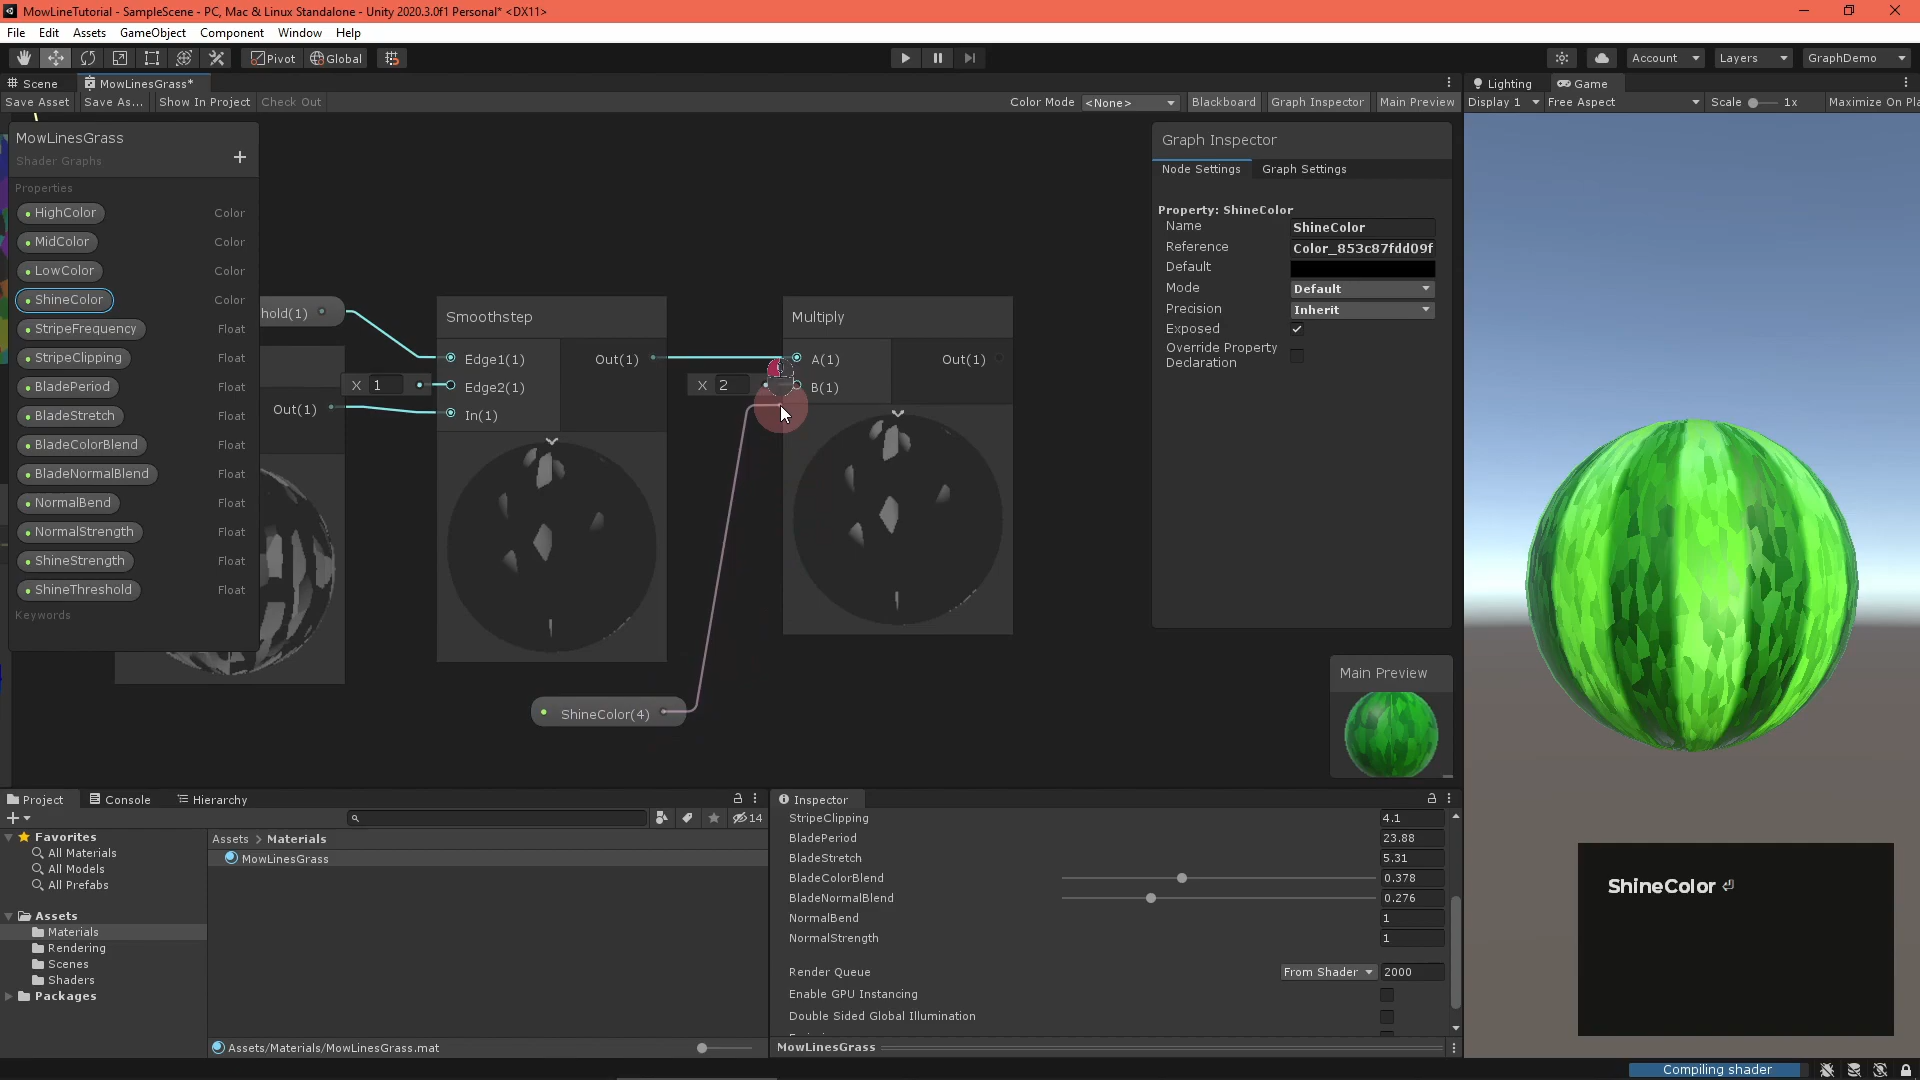 MowLineTutorial - SampleScene - PC, Mac & Linux Standalone - Unity 2020.3.0f1 Personal* <DX11>
File Edit Assets GameObject Component Window Help
Pivot Global Account Layers GraphDemo
Scene MowLinesGrass* Lighting Game
Save Asset Save As... Show In Project Check Out Color Mode <None> Blackboard Graph Inspector Main Preview Display 1 Free Aspect Scale 1x Maximize On Pla
MowLinesGrass
Shader Graphs
Properties
HighColor Color
MidColor Color
LowColor Color
ShineColor Color
StripeFrequency Float
StripeClipping Float
BladePeriod Float
BladeStretch Float
BladeColorBlend Float
BladeNormalBlend Float
NormalBend Float
NormalStrength Float
ShineStrength Float
ShineThreshold Float
Keywords
hold(1)
Out(1)
X 1
Smoothstep
Edge1(1) Out(1)
Edge2(1)
In(1)
X 2
Multiply
A(1) Out(1)
B(1)
ShineColor(4)
Graph Inspector
Node Settings Graph Settings
Property: ShineColor
Name ShineColor
Reference Color_853c87fdd09f
Default
Mode Default
Precision Inherit
Exposed
Override Property
Declaration
Main Preview
Project Console Hierarchy
14
Favorites
All Materials
All Models
All Prefabs
Assets
Materials
Rendering
Scenes
Shaders
Packages
Assets > Materials
MowLinesGrass
Assets/Materials/MowLinesGrass.mat
Inspector
StripeClipping 4.1
BladePeriod 23.88
BladeStretch 5.31
BladeColorBlend 0.378
BladeNormalBlend 0.276
NormalBend 1
NormalStrength 1
Render Queue From Shader 2000
Enable GPU Instancing
Double Sided Global Illumination
MowLinesGrass
ShineColor ⏎
Compiling shader